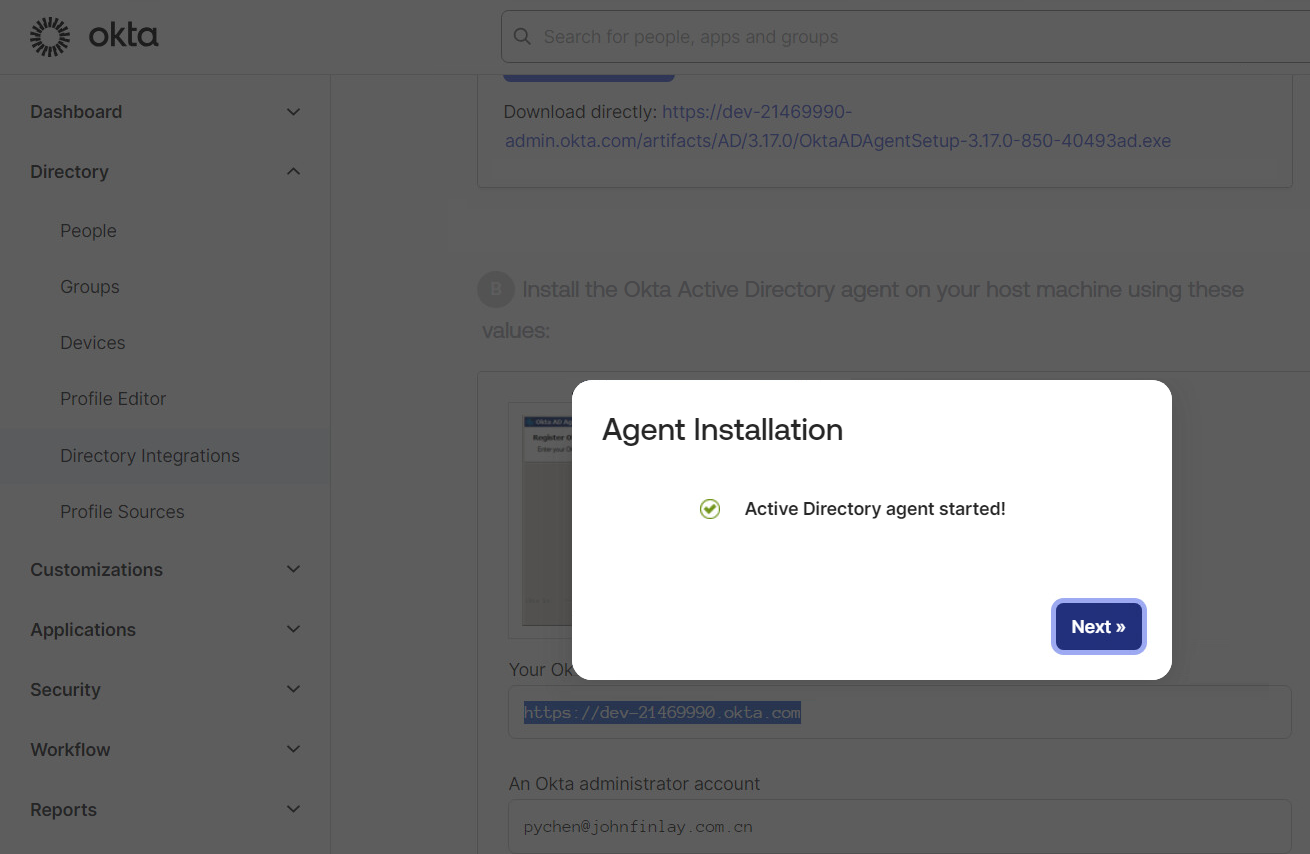 okta
Search for people, apps and groups
Dashboard
Directory
People
Groups
Devices
Profile Editor
Directory Integrations
Profile Sources
Customizations
Applications
Security
Workflow
Reports
Download directly: https://dev-21469990-
admin.okta.com/artifacts/AD/3.17.0/OktaADAgentSetup-3.17.0-850-40493ad.exe
B Install the Okta Active Directory agent on your host machine using these
values:
Okta AD Ag
Register O
Enter your O
Agent Installation
Active Directory agent started!
Next »
Your Ok
https://dev-21469990.okta.com
An Okta administrator account
pychen@johnfinlay.com.cn